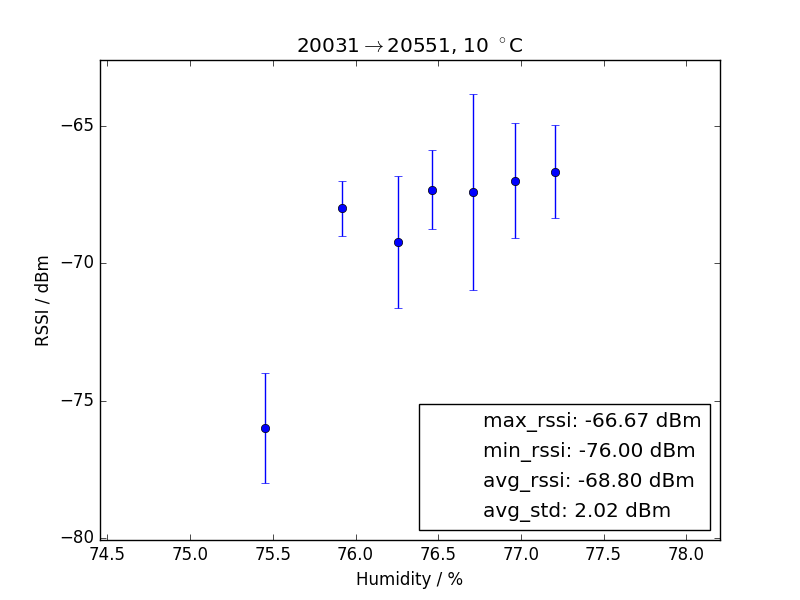 20031→20551, 10 °C
−65
−70
−75
−80
RSSI / dBm
max_rssi: -66.67 dBm
min_rssi: -76.00 dBm
avg_rssi: -68.80 dBm
avg_std: 2.02 dBm
74.5 75.0 75.5 76.0 76.5 77.0 77.5 78.0
Humidity / %